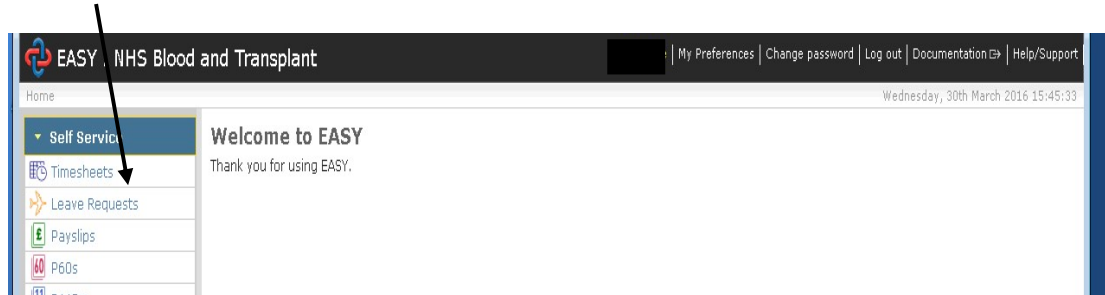 EASY : NHS Blood and Transplant
My Preferences | Change password | Log out | Documentation | Help/Support
Home
Wednesday, 30th March 2016 15:45:33
Self Service
Welcome to EASY
Thank you for using EASY.
Timesheets
Leave Requests
Payslips
P60s